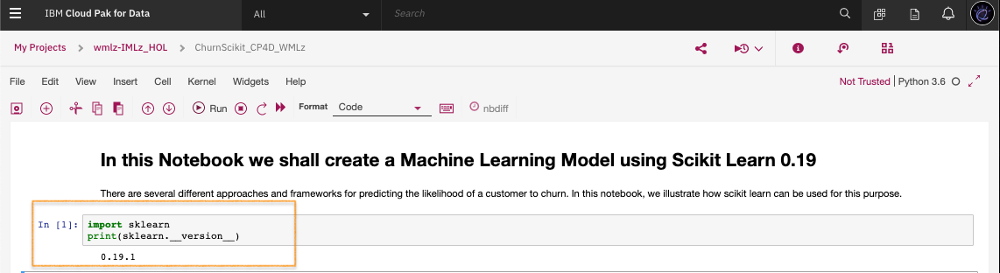 IBM Cloud Pak for Data All Search
My Projects wmlz-IMLz_HOL ChurnScikit_CP4D_WMLz
File Edit View Insert Cell Kernel Widgets Help Not Trusted | Python 3.6
Run Format Code nbdiff
In this Notebook we shall create a Machine Learning Model using Scikit Learn 0.19
There are several different approaches and frameworks for predicting the likelihood of a customer to churn. In this notebook, we illustrate how scikit learn can be used for this purpose.
In [1]: import sklearn
print(sklearn.__version__)
0.19.1